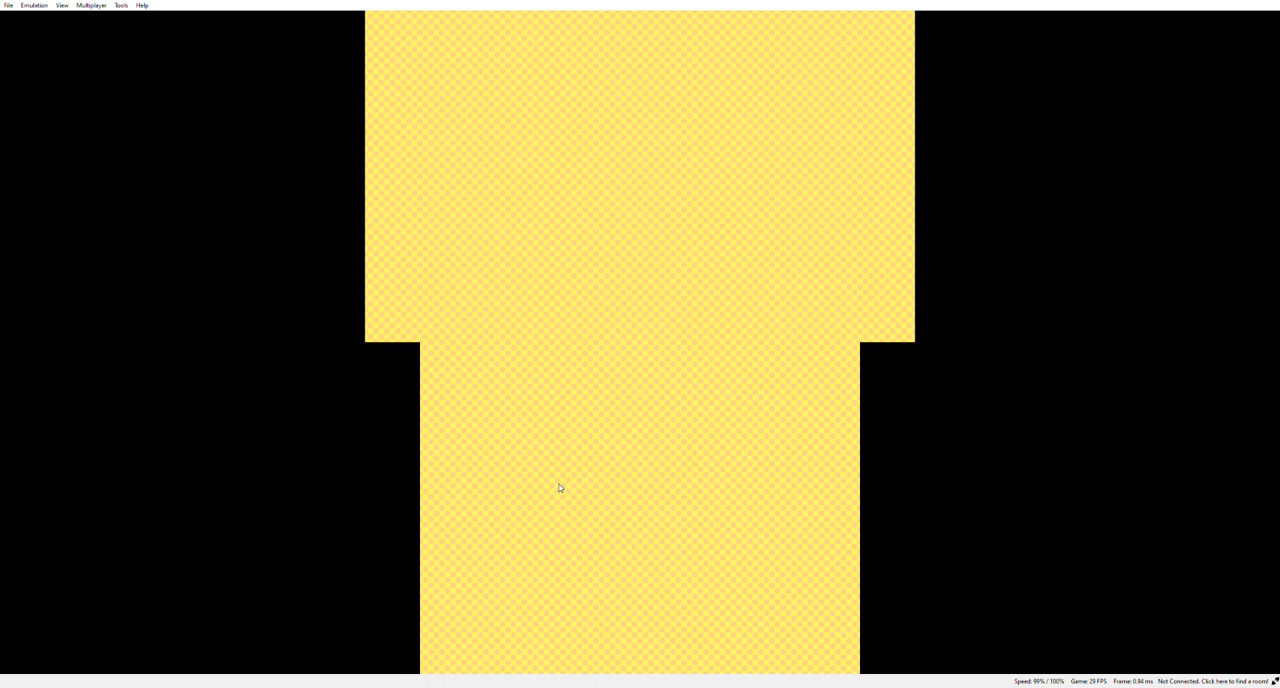 File Emulation View Multiplayer Tools Help
Speed: 99% / 100% Game: 29 FPS Frame: 0.94 ms Not Connected. Click here to find a room!